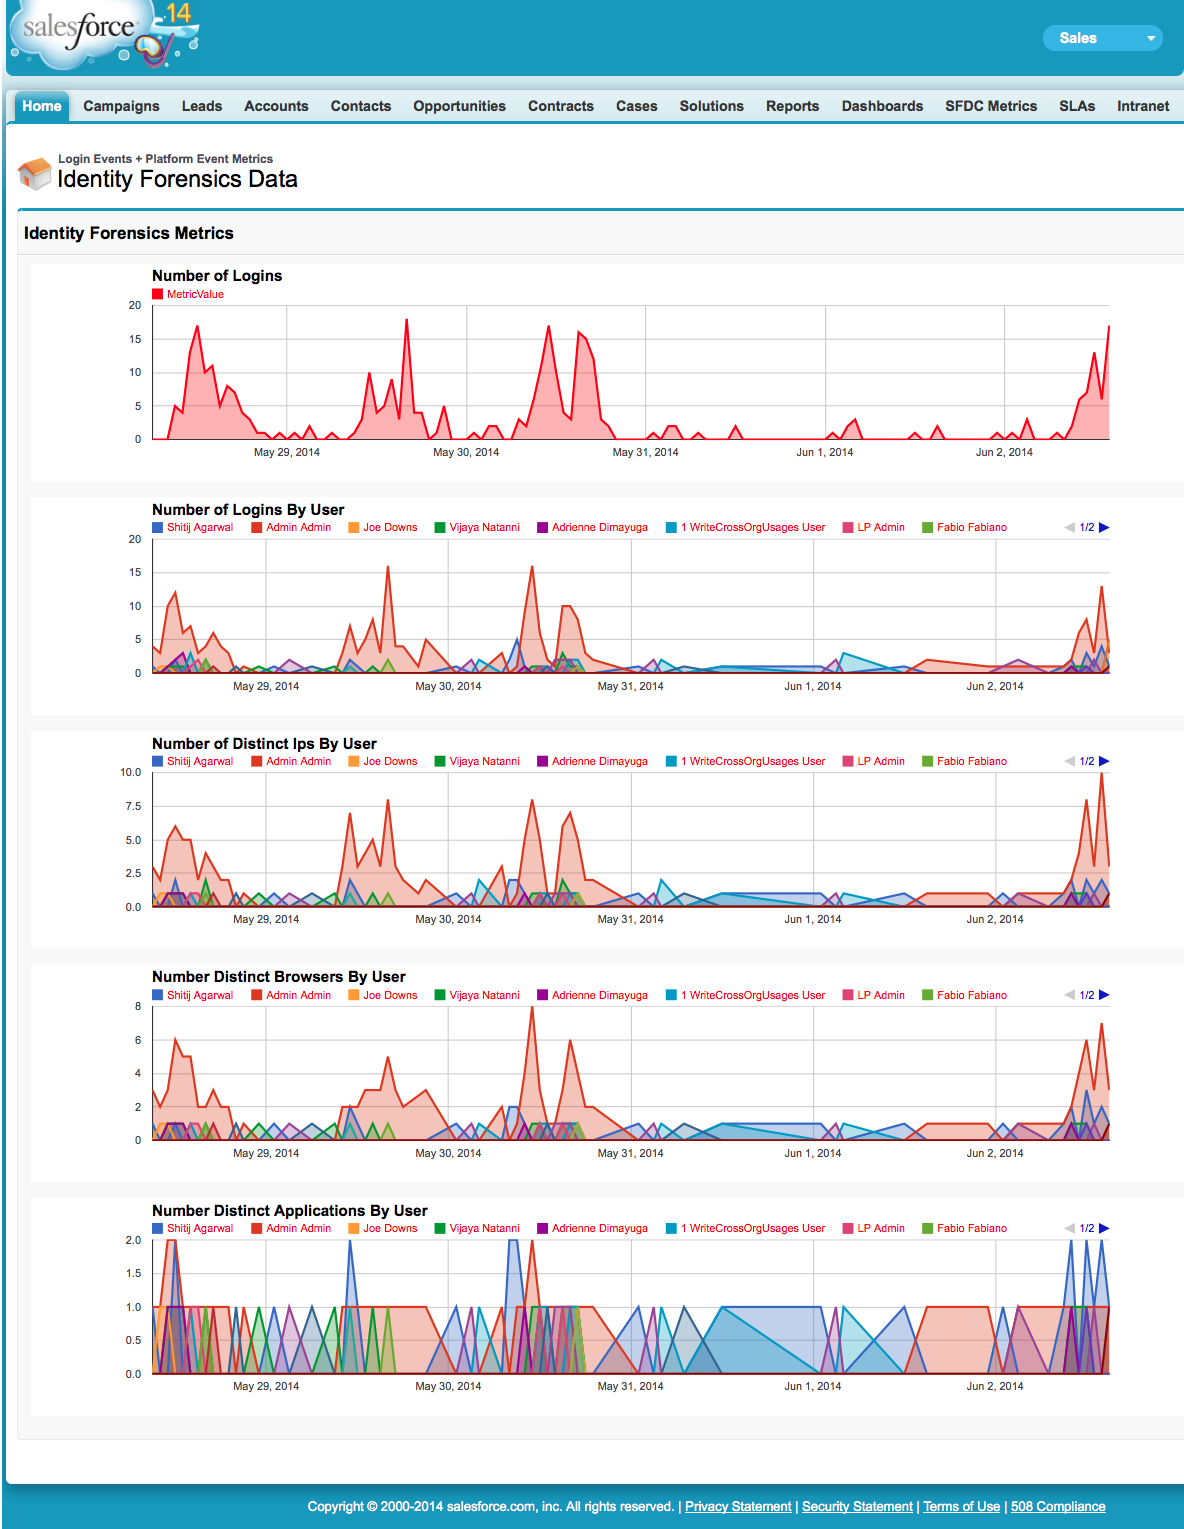 salesforce '14
Sales
Home Campaigns Leads Accounts Contacts Opportunities Contracts Cases Solutions Reports Dashboards SFDC Metrics SLAs Intranet
Login Events + Platform Event Metrics
Identity Forensics Data
Identity Forensics Metrics
Number of Logins
MetricValue
20
15
10
5
0
May 29, 2014 May 30, 2014 May 31, 2014 Jun 1, 2014 Jun 2, 2014
Number of Logins By User
Shitij Agarwal Admin Admin Joe Downs Vijaya Natanni Adrienne Dimayuga 1 WriteCrossOrgUsages User LP Admin Fabio Fabiano 1/2
20
15
10
5
0
May 29, 2014 May 30, 2014 May 31, 2014 Jun 1, 2014 Jun 2, 2014
Number of Distinct Ips By User
Shitij Agarwal Admin Admin Joe Downs Vijaya Natanni Adrienne Dimayuga 1 WriteCrossOrgUsages User LP Admin Fabio Fabiano 1/2
10.0
7.5
5.0
2.5
0.0
May 29, 2014 May 30, 2014 May 31, 2014 Jun 1, 2014 Jun 2, 2014
Number Distinct Browsers By User
Shitij Agarwal Admin Admin Joe Downs Vijaya Natanni Adrienne Dimayuga 1 WriteCrossOrgUsages User LP Admin Fabio Fabiano 1/2
8
6
4
2
0
May 29, 2014 May 30, 2014 May 31, 2014 Jun 1, 2014 Jun 2, 2014
Number Distinct Applications By User
Shitij Agarwal Admin Admin Joe Downs Vijaya Natanni Adrienne Dimayuga 1 WriteCrossOrgUsages User LP Admin Fabio Fabiano 1/2
2.0
1.5
1.0
0.5
0.0
May 29, 2014 May 30, 2014 May 31, 2014 Jun 1, 2014 Jun 2, 2014
Copyright © 2000-2014 salesforce.com, inc. All rights reserved. | Privacy Statement | Security Statement | Terms of Use | 508 Compliance